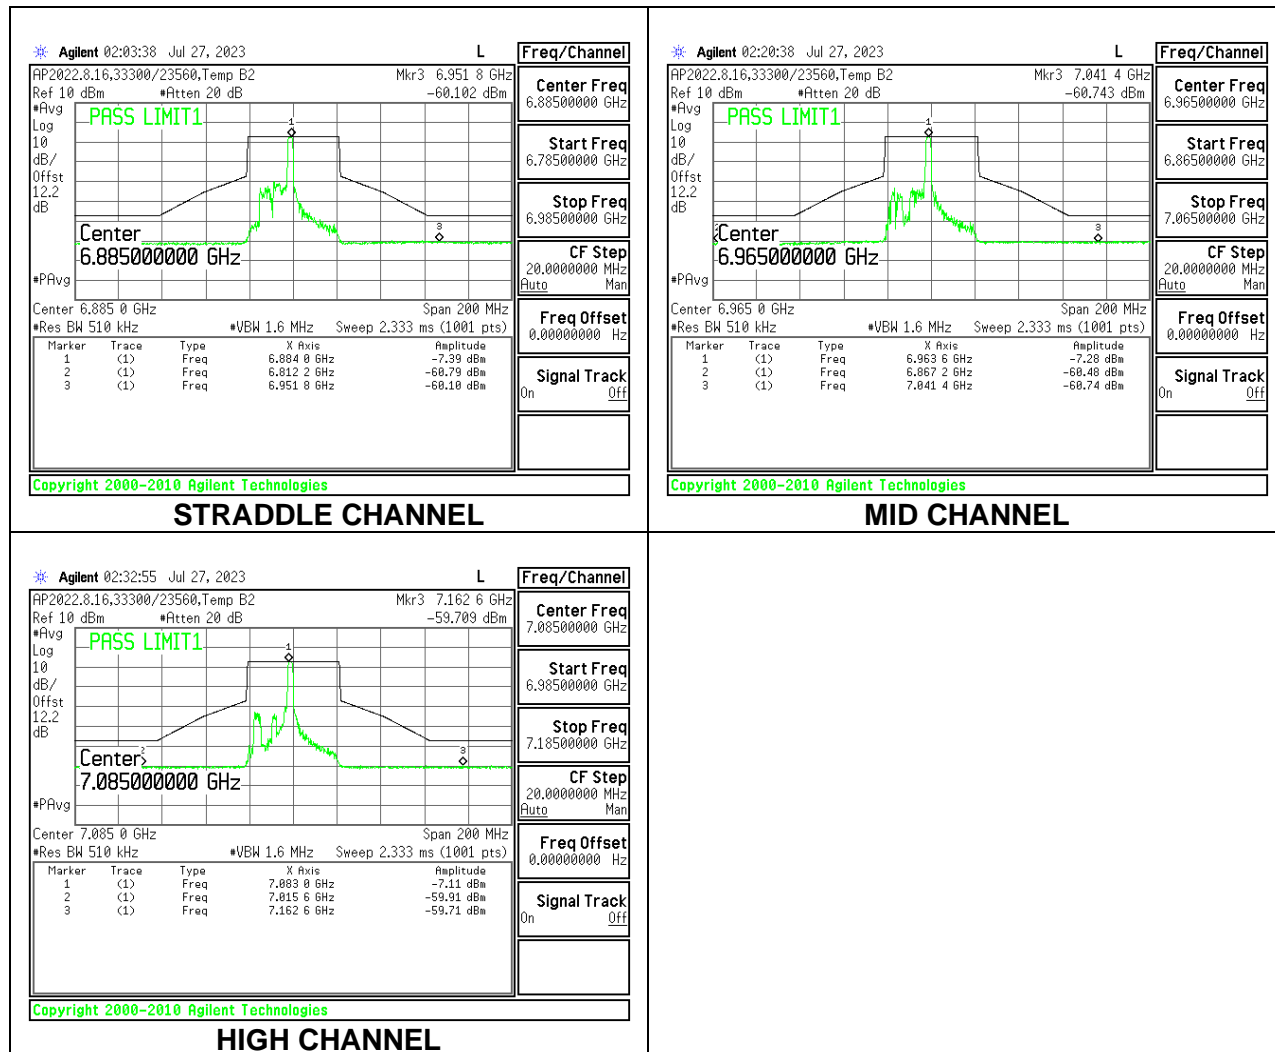 Agilent 02:03:38 Jul 27, 2023 L
Freq/Channel
AP2022.8.16,33300/23560,Temp B2 Mkr3 6.951 8 GHz
Ref 10 dBm #Atten 20 dB -60.102 dBm
#Avg
Log
10
dB/
Offst
12.2
dB
#PAvg
PASS LIMIT1
1
3
Center
6.885000000 GHz
Center 6.885 0 GHz Span 200 MHz
#Res BW 510 kHz #VBW 1.6 MHz Sweep 2.333 ms (1001 pts)
Marker Trace Type X Axis Amplitude
1 (1) Freq 6.884 0 GHz -7.39 dBm
2 (1) Freq 6.812 2 GHz -60.79 dBm
3 (1) Freq 6.951 8 GHz -60.10 dBm
Center Freq
6.88500000 GHz
Start Freq
6.78500000 GHz
Stop Freq
6.98500000 GHz
CF Step
20.0000000 MHz
Auto Man
Freq Offset
0.00000000 Hz
Signal Track
On Off
Copyright 2000-2010 Agilent Technologies
STRADDLE CHANNEL
Agilent 02:20:38 Jul 27, 2023 L
Freq/Channel
AP2022.8.16,33300/23560,Temp B2 Mkr3 7.041 4 GHz
Ref 10 dBm #Atten 20 dB -60.743 dBm
#Avg
Log
10
dB/
Offst
12.2
dB
#PAvg
PASS LIMIT1
1
3
Center
6.965000000 GHz
Center 6.965 0 GHz Span 200 MHz
#Res BW 510 kHz #VBW 1.6 MHz Sweep 2.333 ms (1001 pts)
Marker Trace Type X Axis Amplitude
1 (1) Freq 6.963 6 GHz -7.28 dBm
2 (1) Freq 6.867 2 GHz -60.48 dBm
3 (1) Freq 7.041 4 GHz -60.74 dBm
Center Freq
6.96500000 GHz
Start Freq
6.86500000 GHz
Stop Freq
7.06500000 GHz
CF Step
20.0000000 MHz
Auto Man
Freq Offset
0.00000000 Hz
Signal Track
On Off
Copyright 2000-2010 Agilent Technologies
MID CHANNEL
Agilent 02:32:55 Jul 27, 2023 L
Freq/Channel
AP2022.8.16,33300/23560,Temp B2 Mkr3 7.162 6 GHz
Ref 10 dBm #Atten 20 dB -59.709 dBm
#Avg
Log
10
dB/
Offst
12.2
dB
#PAvg
PASS LIMIT1
1
2
3
Center
7.085000000 GHz
Center 7.085 0 GHz Span 200 MHz
#Res BW 510 kHz #VBW 1.6 MHz Sweep 2.333 ms (1001 pts)
Marker Trace Type X Axis Amplitude
1 (1) Freq 7.083 0 GHz -7.11 dBm
2 (1) Freq 7.015 6 GHz -59.91 dBm
3 (1) Freq 7.162 6 GHz -59.71 dBm
Center Freq
7.08500000 GHz
Start Freq
6.98500000 GHz
Stop Freq
7.18500000 GHz
CF Step
20.0000000 MHz
Auto Man
Freq Offset
0.00000000 Hz
Signal Track
On Off
Copyright 2000-2010 Agilent Technologies
HIGH CHANNEL